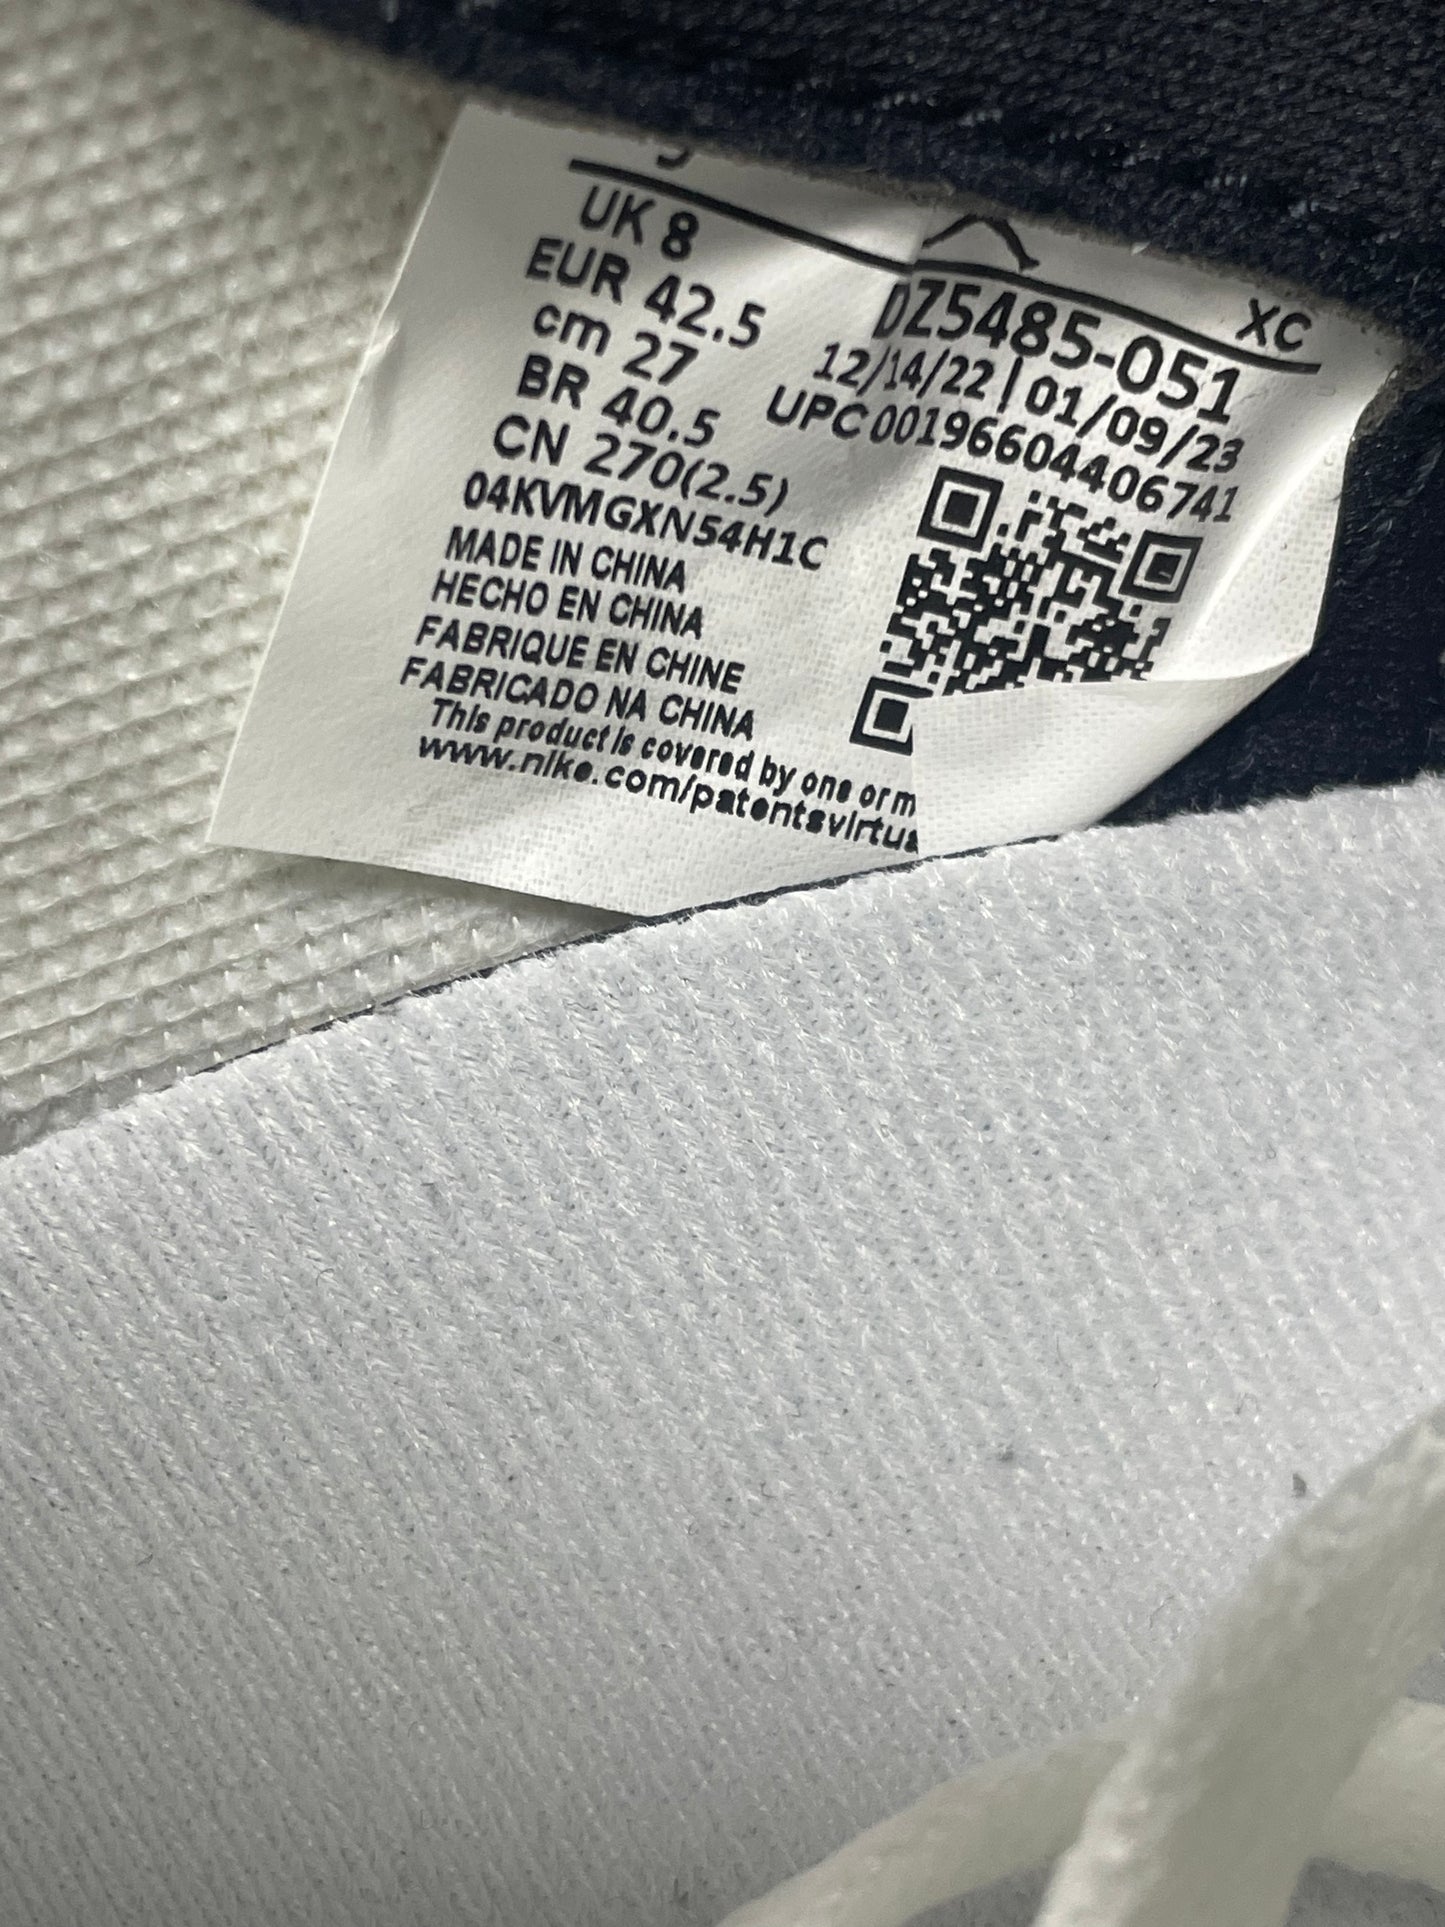 UK 8
EUR 42.5
cm 27
BR 40.5
CN 270(2.5)
04KVMGXN54H1C
MADE IN CHINA
HECHO EN CHINA
FABRIQUE EN CHINE
FABRICADO NA CHINA
This product is covered by one or m
www.nike.com/patentsvirtua
XC
DZ5485-051
12/14/22 | 01/09/23
UPC 00196604406741